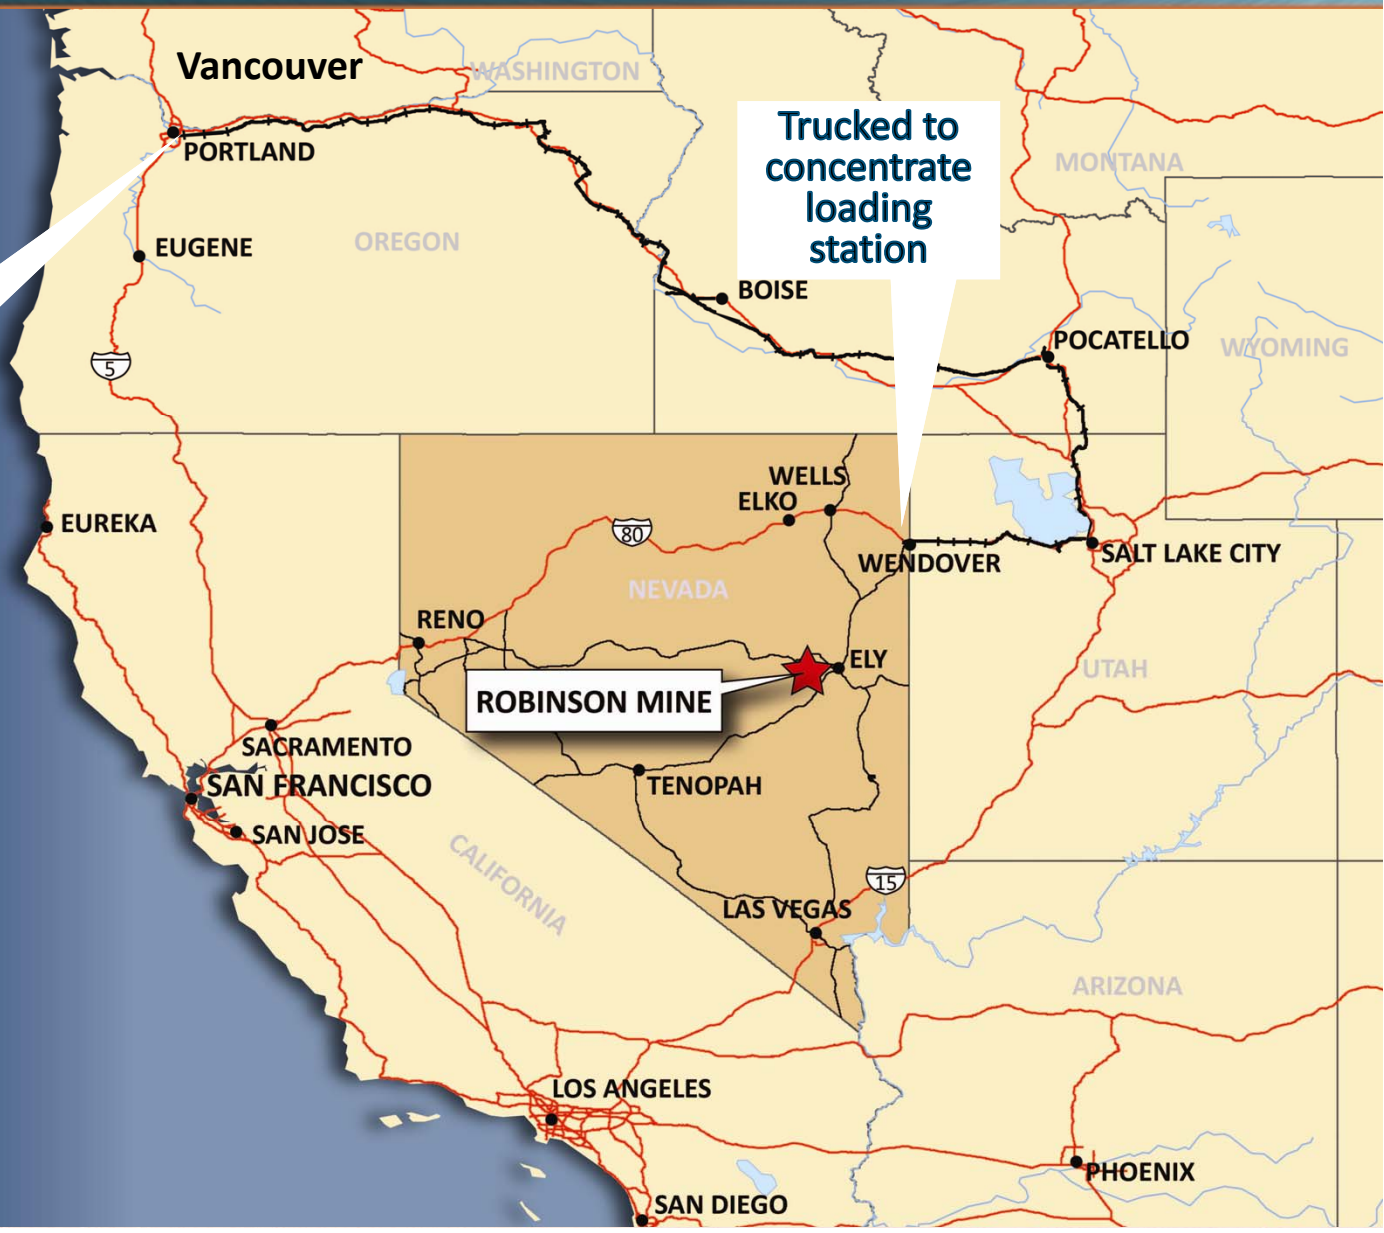 Vancouver
WASHINGTON
PORTLAND
Trucked to
concentrate
loading
station
MONTANA
EUGENE
OREGON
BOISE
POCATELLO
WYOMING
5
WELLS
ELKO
EUREKA
80
WENDOVER
SALT LAKE CITY
NEVADA
RENO
ELY
UTAH
ROBINSON MINE
SACRAMENTO
SAN FRANCISCO
TENOPAH
SAN JOSE
CALIFORNIA
15
LAS VEGAS
ARIZONA
LOS ANGELES
PHOENIX
SAN DIEGO